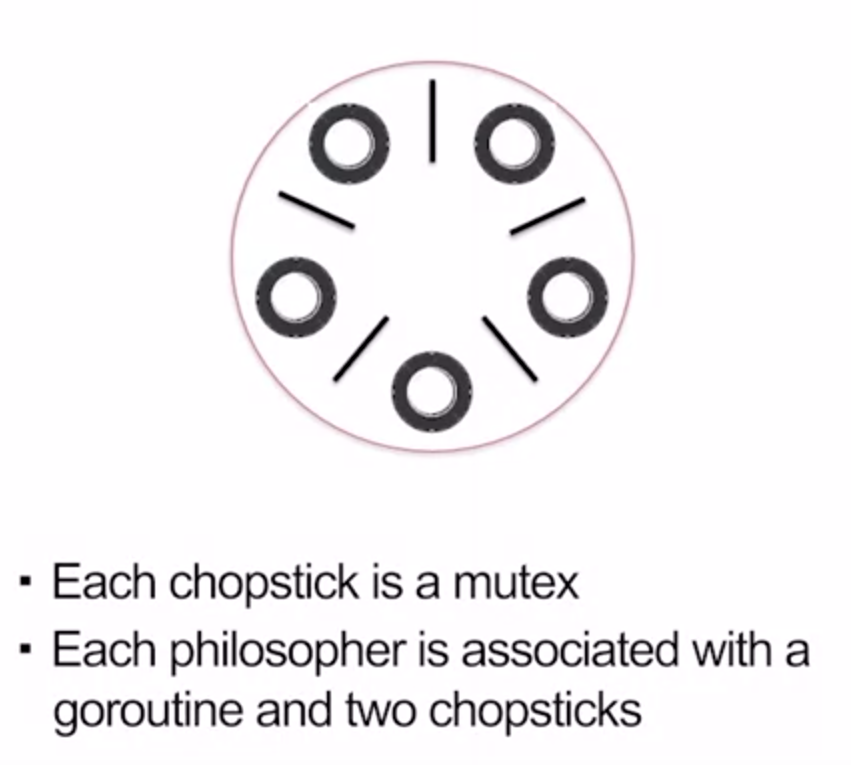 ▪ Each chopstick is a mutex
▪ Each philosopher is associated with a
goroutine and two chopsticks